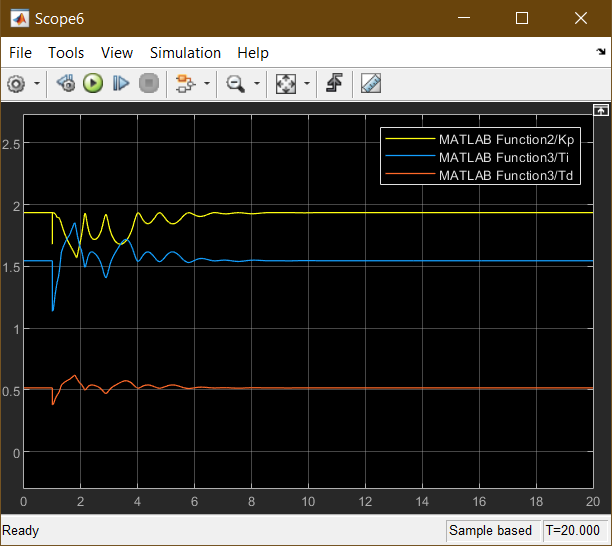 Scope6
File Tools View Simulation Help
MATLAB Function2/Kp
MATLAB Function3/Ti
MATLAB Function3/Td
2.5
2
1.5
1
0.5
0
0 2 4 6 8 10 12 14 16 18 20
Ready Sample based T=20.000